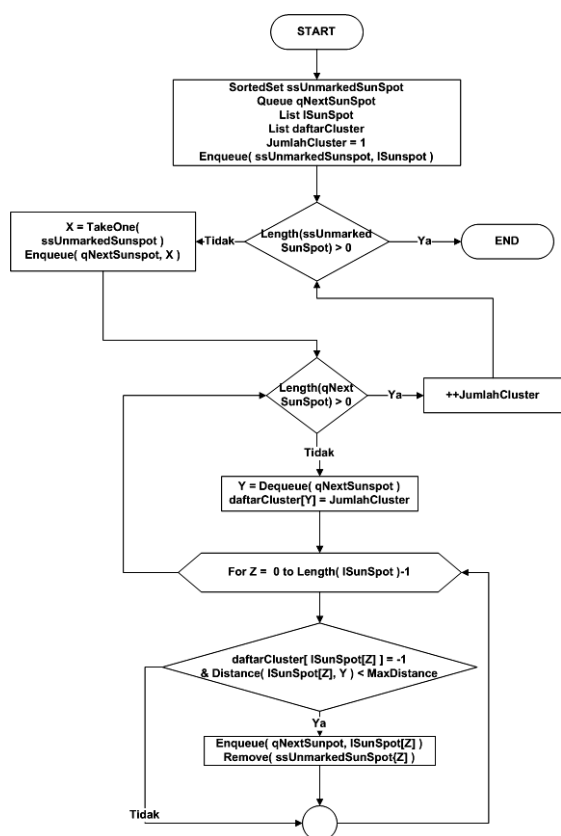 START
SortedSet ssUnmarkedSunSpot
Queue qNextSunSpot
List lSunSpot
List daftarCluster
JumlahCluster = 1
Enqueue( ssUnmarkedSunspot, lSunspot )
X = TakeOne(
ssUnmarkedSunspot )
Enqueue( qNextSunspot, X )
Tidak
Length(ssUnmarked
SunSpot) > 0
Ya
END
Length(qNext
SunSpot) > 0
Ya
++JumlahCluster
Tidak
Y = Dequeue( qNextSunspot )
daftarCluster[Y] = JumlahCluster
For Z = 0 to Length( lSunSpot )-1
daftarCluster[ lSunSpot[Z] ] = -1
& Distance( lSunSpot[Z], Y ) < MaxDistance
Ya
Enqueue( qNextSunpot, lSunSpot[Z] )
Remove( ssUnmarkedSunSpot{Z] )
Tidak